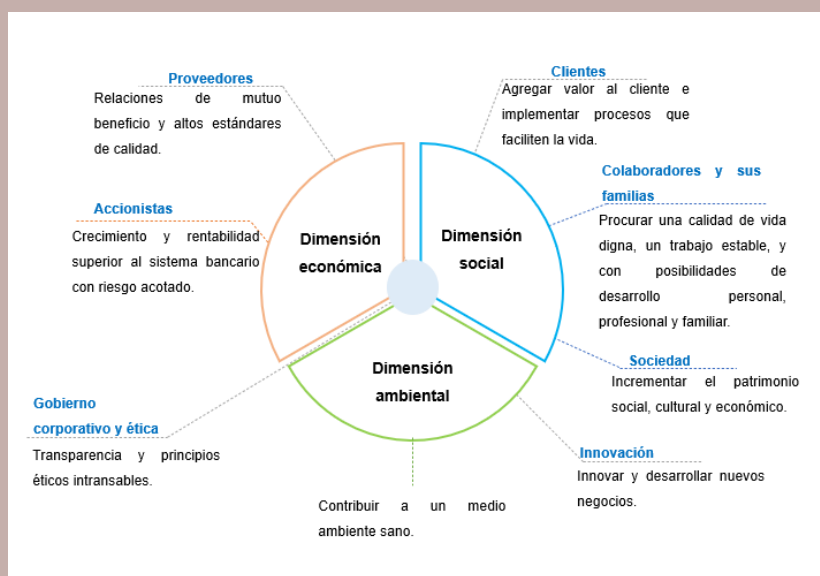 Proveedores
Relaciones de mutuo
beneficio y altos estándares
de calidad.
Clientes
Agregar valor al cliente e
implementar procesos que
faciliten la vida.
Accionistas
Crecimiento y rentabilidad
superior al sistema bancario
con riesgo acotado.
Dimensión
económica
Dimensión
social
Colaboradores y sus
familias
Procurar una calidad de vida
digna, un trabajo estable, y
con posibilidades de
desarrollo personal,
profesional y familiar.
Dimensión
ambiental
Sociedad
Incrementar el patrimonio
social, cultural y económico.
Gobierno
corporativo y ética
Transparencia y principios
éticos intransables.
Innovación
Innovar y desarrollar nuevos
negocios.
Contribuir a un medio
ambiente sano.